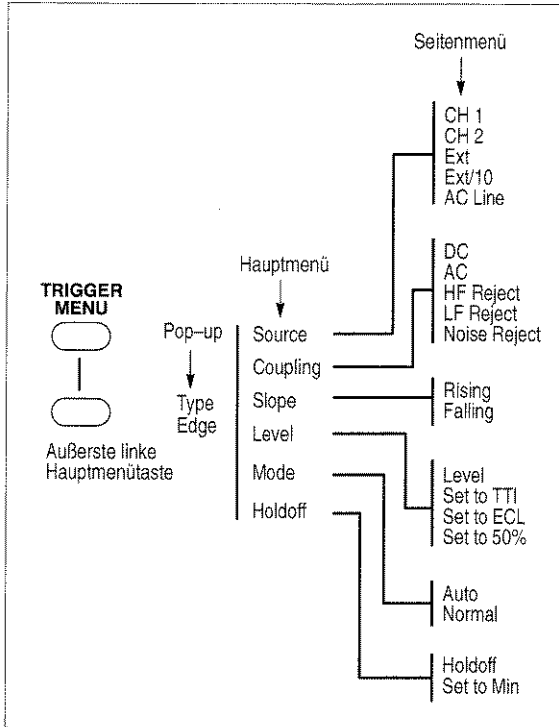 Seitenmenü
CH 1
CH 2
Ext
Ext/10
AC Line
Hauptmenü
DC
AC
HF Reject
LF Reject
Noise Reject
TRIGGER
MENU
Pop–up
Type
Edge
Source
Coupling
Slope
Level
Mode
Holdoff
Rising
Falling
Äußerste linke
Hauptmenütaste
Level
Set to TTl
Set to ECL
Set to 50%
Auto
Normal
Holdoff
Set to Min